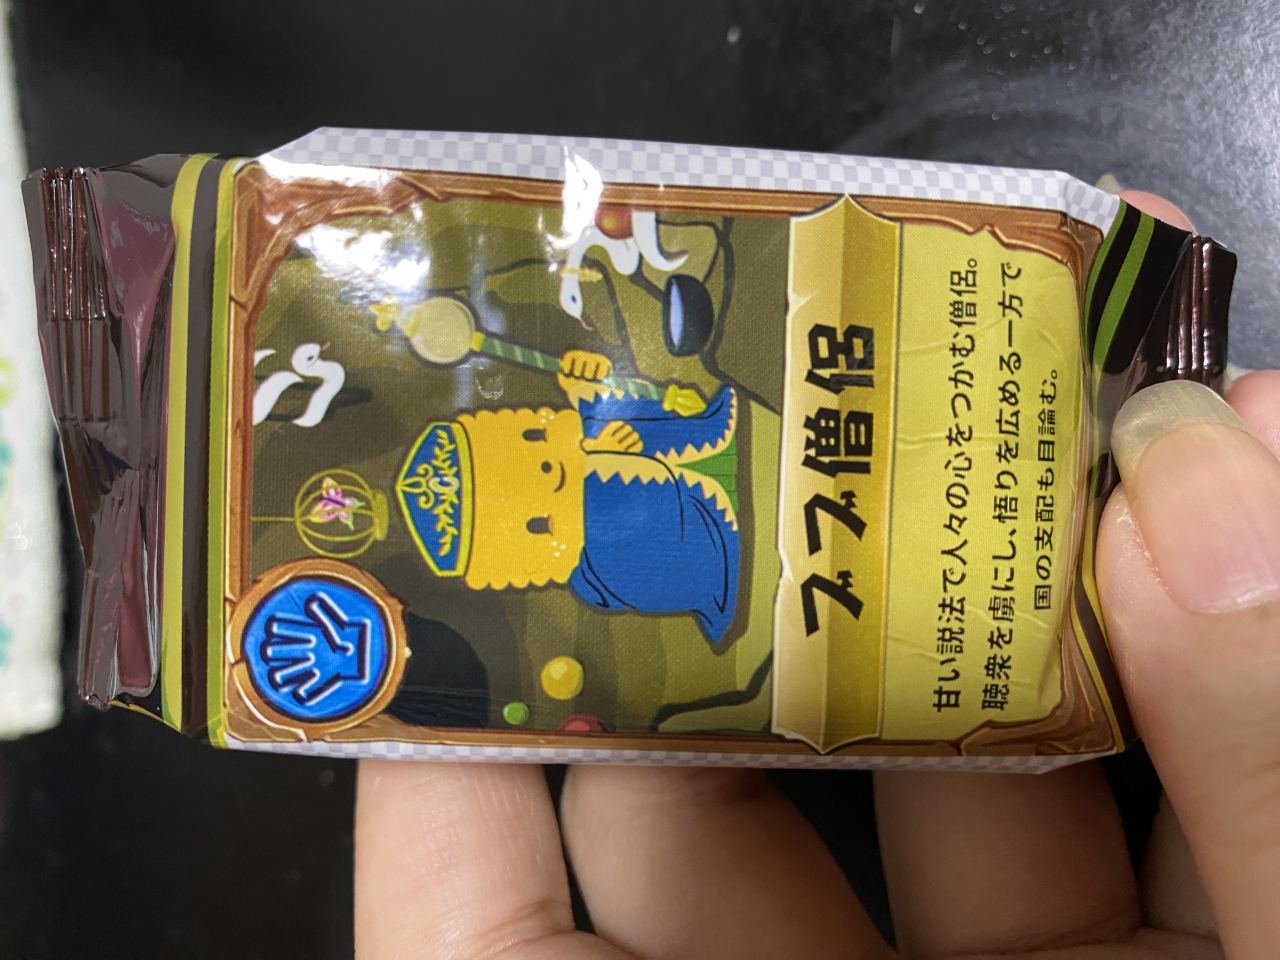 ブブ僧侶
甘い説法で人々の心をつかむ僧侶。
聴衆を虜にし、悟りを広める一方で
国の支配も目論む。